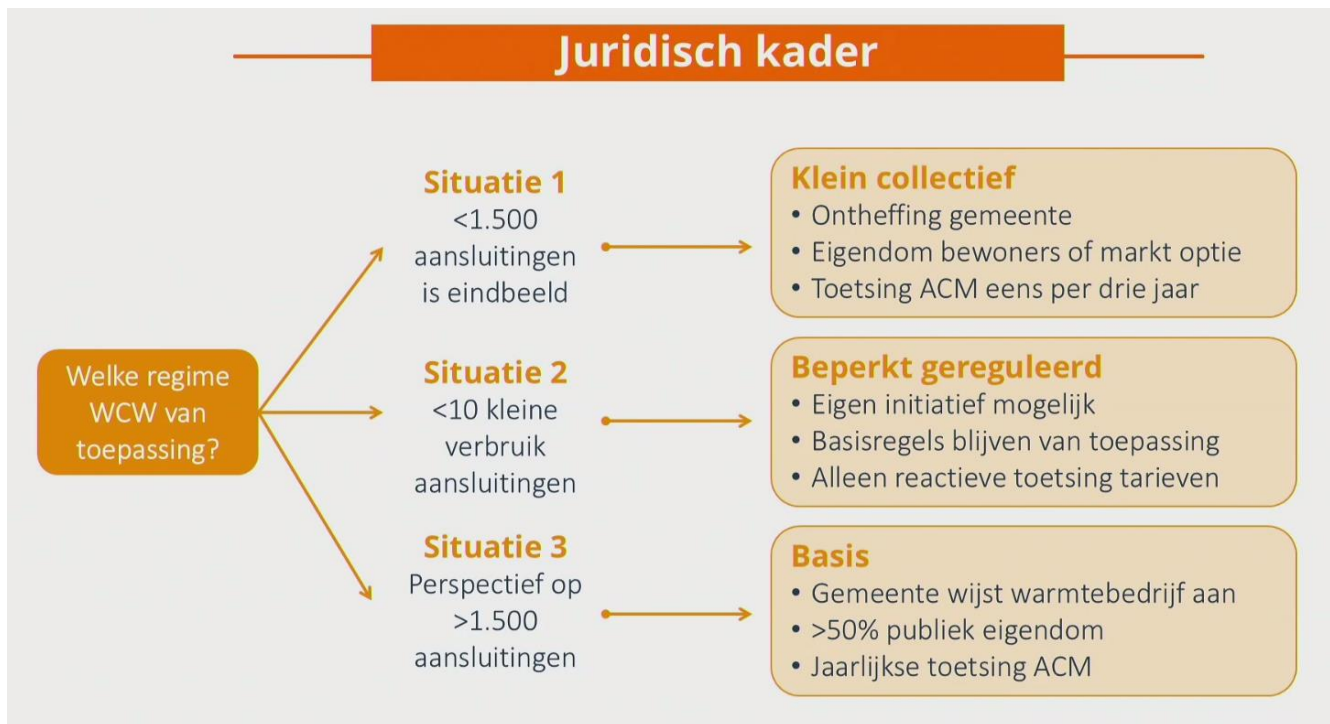 Juridisch kader
Welke regime
WCW van
toepassing?
Situatie 1
<1.500
aansluitingen
is eindbeeld
Klein collectief
• Ontheffing gemeente
• Eigendom bewoners of markt optie
• Toetsing ACM eens per drie jaar
Situatie 2
<10 kleine
verbruik
aansluitingen
Beperkt gereguleerd
• Eigen initiatief mogelijk
• Basisregels blijven van toepassing
• Alleen reactieve toetsing tarieven
Situatie 3
Perspectief op
>1.500
aansluitingen
Basis
• Gemeente wijst warmtebedrijf aan
• >50% publiek eigendom
• Jaarlijkse toetsing ACM